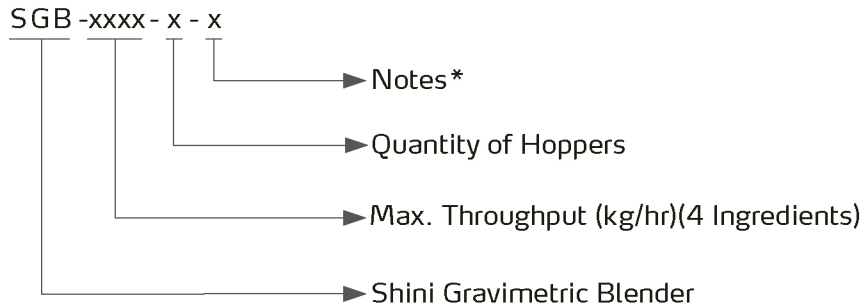 SGB -xxxx - x - x
Notes*
Quantity of Hoppers
Max. Throughput (kg/hr)(4 Ingredients)
Shini Gravimetric Blender